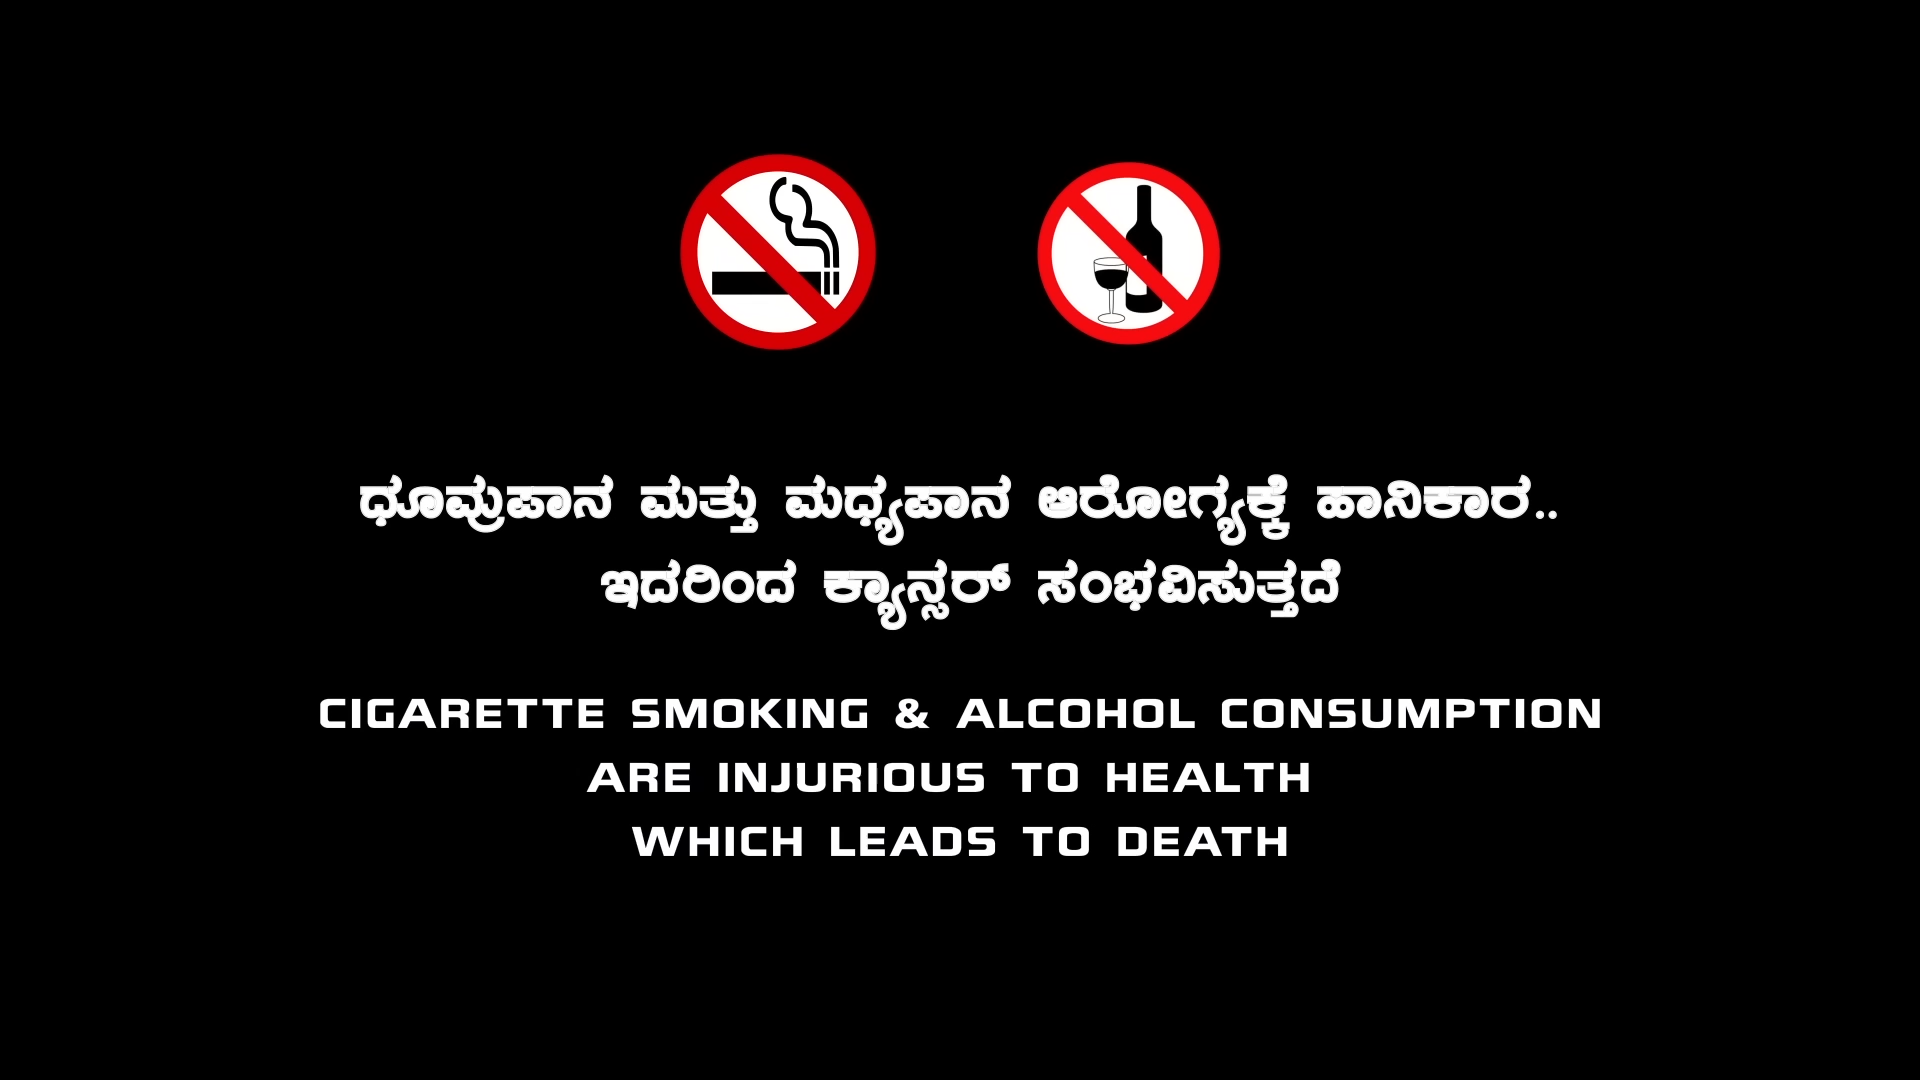 ಧೂಮ್ರಪಾನ ಮತ್ತು ಮಧ್ಯಪಾನ ಆರೋಗ್ಯಕ್ಕೆ ಹಾನಿಕಾರ..
ಇದರಿಂದ ಕ್ಯಾನ್ಸರ್ ಸಂಭವಿಸುತ್ತದೆ
CIGARETTE SMOKING & ALCOHOL CONSUMPTION
ARE INJURIOUS TO HEALTH
WHICH LEADS TO DEATH